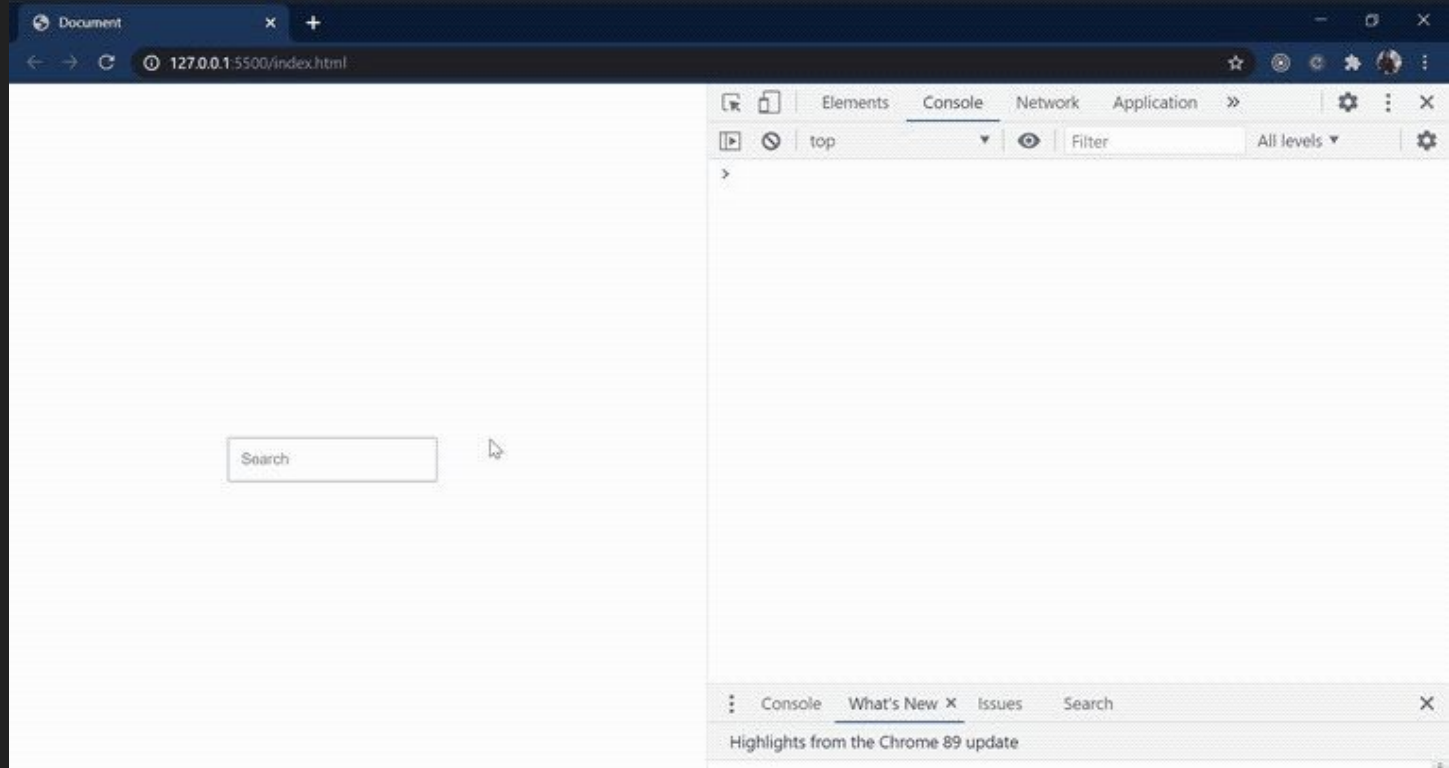 Document
127.0.0.1:5500/index.html
Elements Console Network Application
top Filter All levels
Search
Console What's New Issues Search
Highlights from the Chrome 89 update